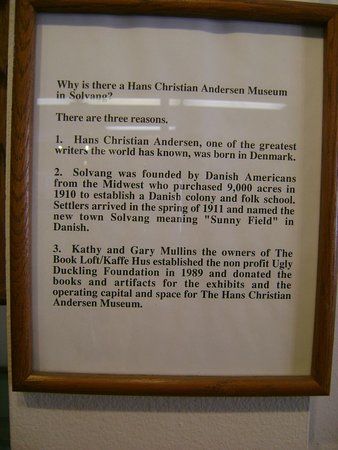 Why is there a Hans Christian Andersen Museum
in Solvang?
There are three reasons.
1. Hans Christian Andersen, one of the greatest
writers the world has known, was born in Denmark.
2. Solvang was founded by Danish Americans
from the Midwest who purchased 9,000 acres in
1910 to establish a Danish colony and folk school.
Settlers arrived in the spring of 1911 and named the
new town Solvang meaning "Sunny Field" in
Danish.
3. Kathy and Gary Mullins the owners of The
Book Loft/Kaffe Hus established the non profit Ugly
Duckling Foundation in 1989 and donated the
books and artifacts for the exhibits and the
operating capital and space for The Hans Christian
Andersen Museum.